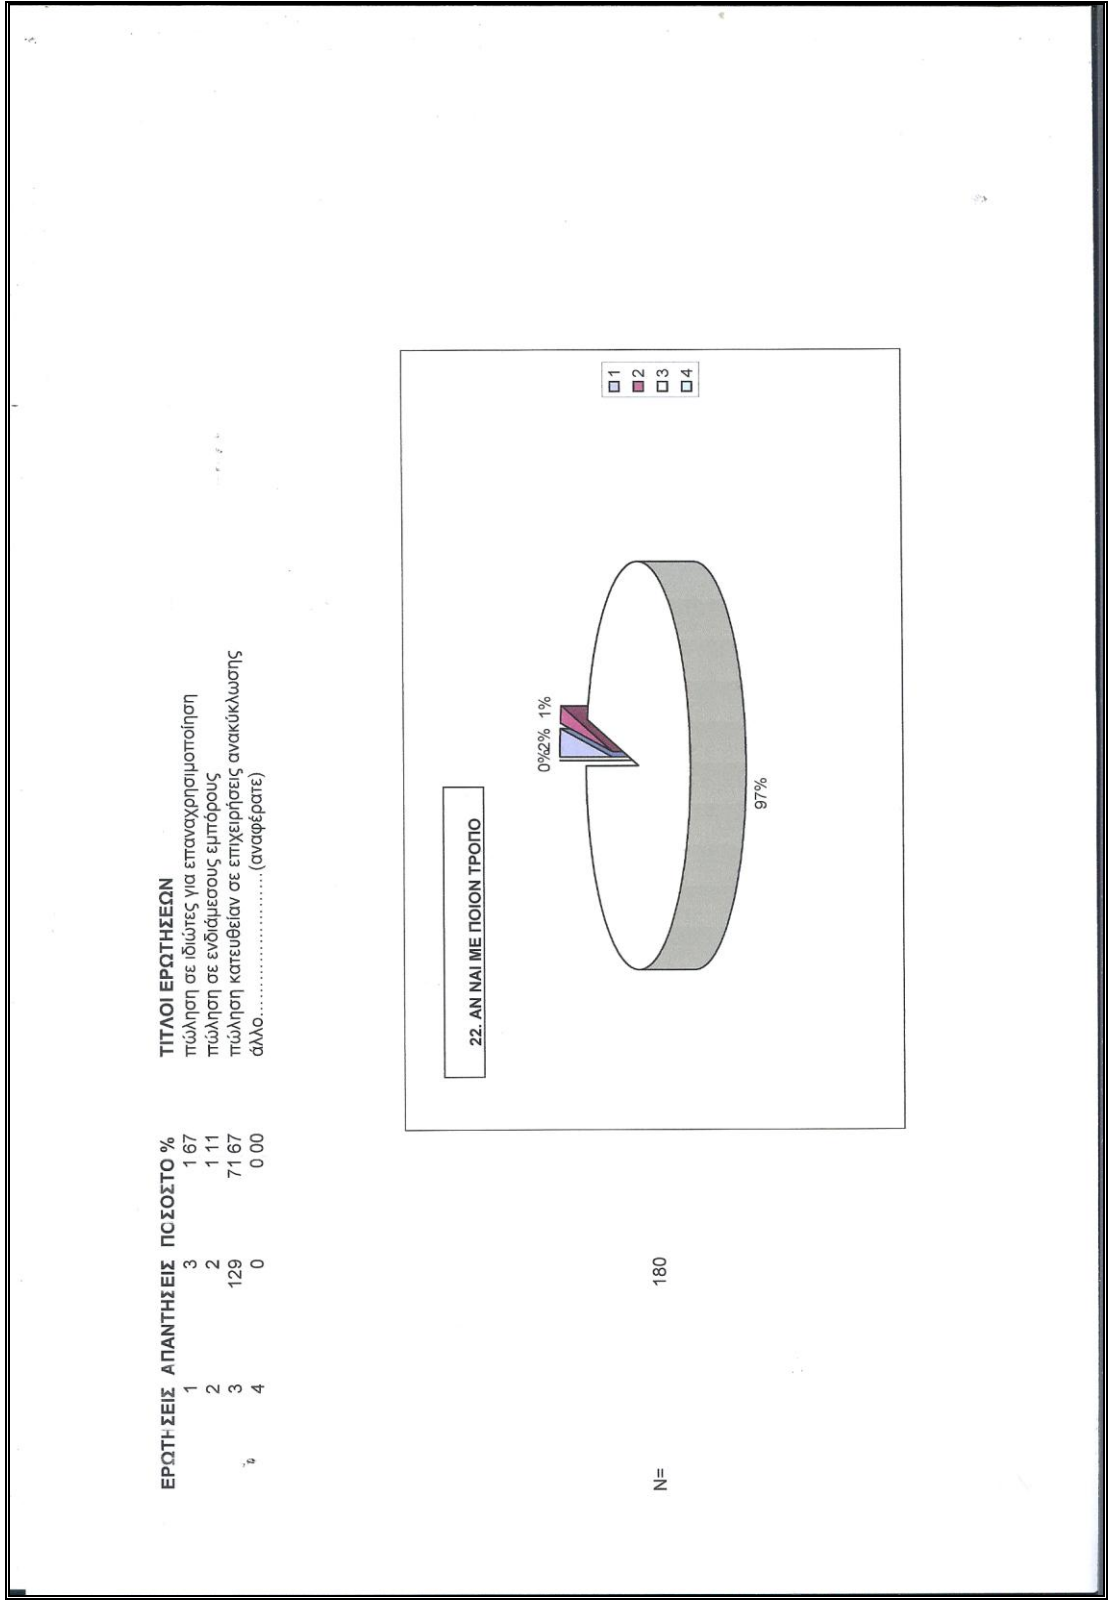 ΕΡΩΤΗΣΕΙΣ ΑΠΑΝΤΗΣΕΙΣ ΠΟΣΟΣΤΟ % ΤΙΤΛΟΙ ΕΡΩΤΗΣΕΩΝ
1 3 1 67 πώληση σε ιδιώτες για επαναχρησιμοποίηση
2 2 1 11 πώληση σε ενδιάμεσους εμπόρους
3 129 71 67 πώληση κατευθείαν σε επιχειρήσεις ανακύκλωσης
4 0 0 00 άλλο.....................(αναφέρατε)
22. ΑΝ ΝΑΙ ΜΕ ΠΟΙΟΝ ΤΡΟΠΟ
0%2% 1%
97%
1
2
3
4
N= 180